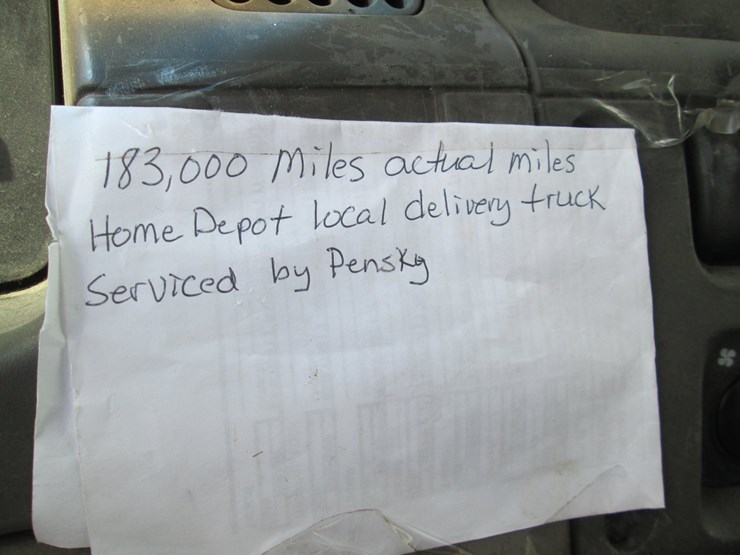 183,000 Miles actual miles
Home Depot local delivery truck
Serviced by Pensky